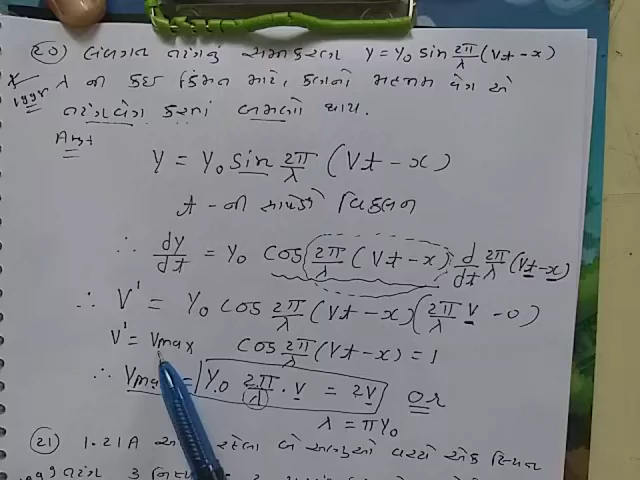 (20) લંબગત તરંગનું સમીકરણ y = y₀ sin 2π/λ (Vt − x)
1998 λ ની કઈ કિંમત માટે, કણનો મહત્તમ વેગ એ
તરંગવેગ કરતાં બમણો થાય.
Ans
y = y₀ sin 2π/λ (Vt − x)
t - ની સાપેક્ષે વિકલન
∴ dy/dt = y₀ cos 2π/λ (Vt − x) d/dt 2π/λ (Vt − x)
∴ V' = y₀ cos 2π/λ (Vt − x) (2π/λ V − 0)
V' = Vmax cos 2π/λ (Vt − x) = 1
∴ Vmax = y₀ 2π/λ · V = 2V or
λ = πy₀
(21) 1.21A